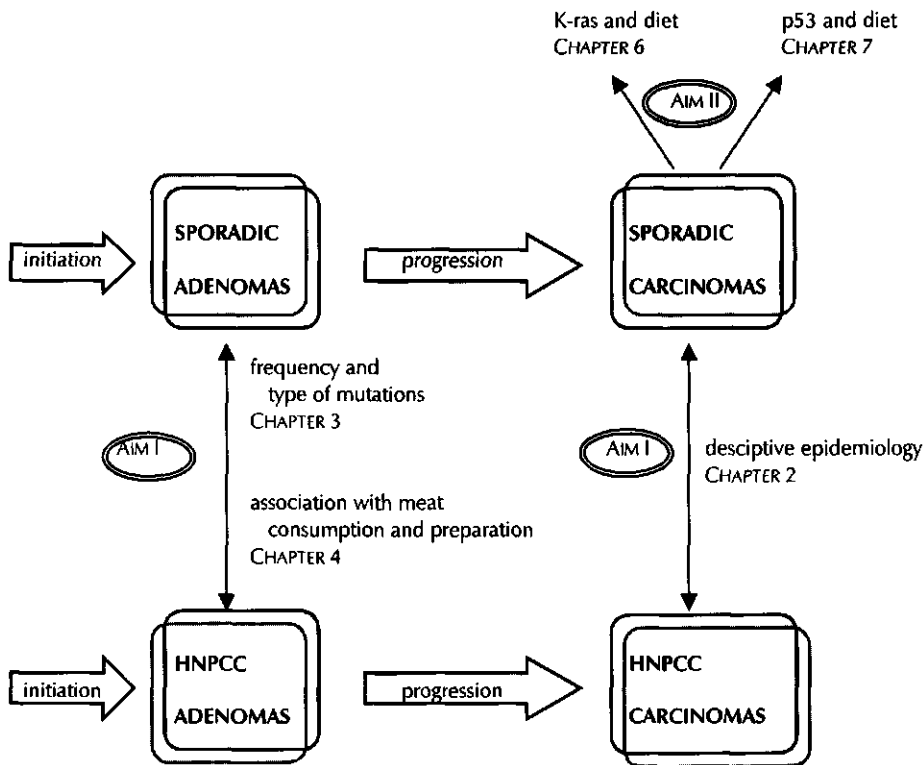 K-ras and diet
CHAPTER 6
p53 and diet
CHAPTER 7
AIM II
initiation
SPORADIC
ADENOMAS
progression
SPORADIC
CARCINOMAS
frequency and
type of mutations
CHAPTER 3
AIM I
association with meat
consumption and preparation
CHAPTER 4
AIM I
desciptive epidemiology
CHAPTER 2
initiation
HNPCC
ADENOMAS
progression
HNPCC
CARCINOMAS